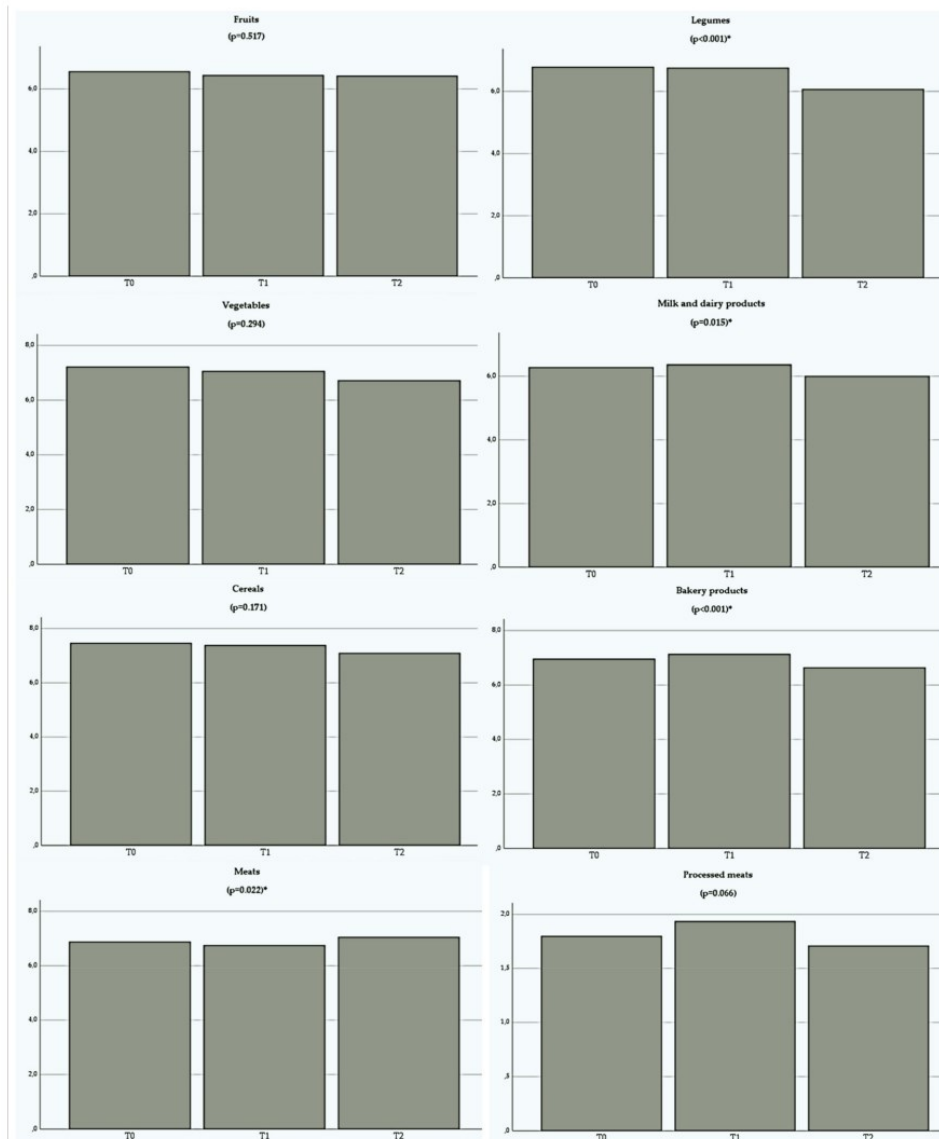 Fruits
(p=0.517)
6,0
4,0
2,0
,0
T0 T1 T2
Legumes
(p<0.001)*
6,0
4,0
2,0
,0
T0 T1 T2
Vegetables
(p=0.294)
8,0
6,0
4,0
2,0
,0
T0 T1 T2
Milk and dairy products
(p=0.015)*
6,0
4,0
2,0
,0
T0 T1 T2
Cereals
(p=0.171)
8,0
6,0
4,0
2,0
,0
T0 T1 T2
Bakery products
(p<0.001)*
8,0
6,0
4,0
2,0
,0
T0 T1 T2
Meats
(p=0.022)*
8,0
6,0
4,0
2,0
,0
T0 T1 T2
Processed meats
(p=0.066)
2,0
1,5
1,0
,5
,0
T0 T1 T2